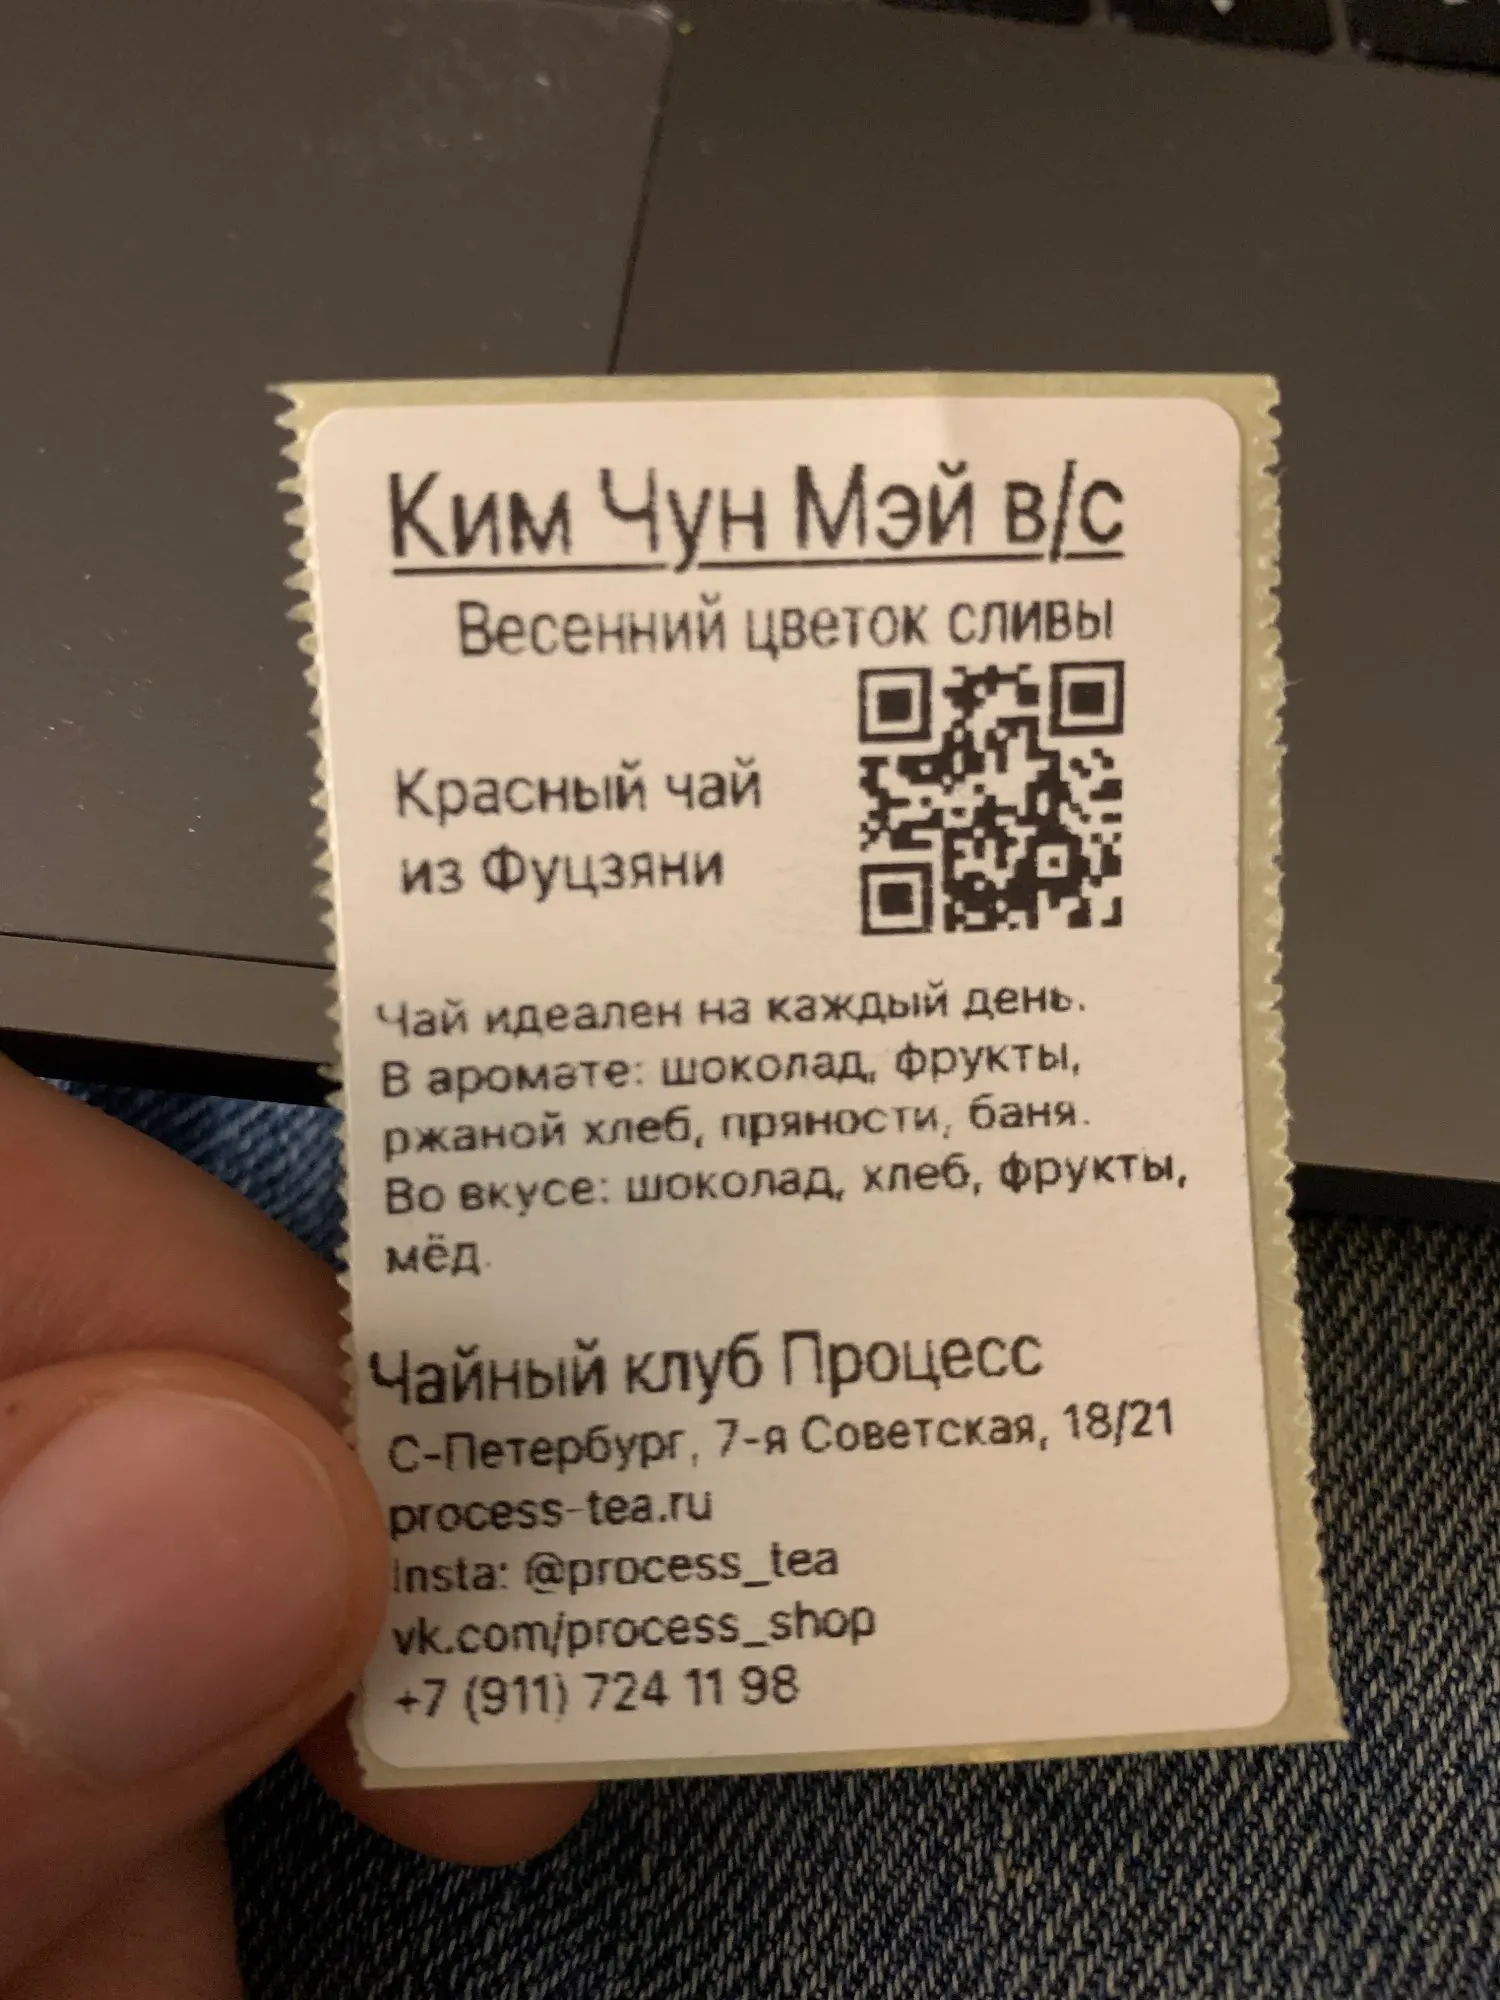 Ким Чун Мэй в/с
Весенний цветок сливы
Красный чай
из Фуцзяни
Чай идеален на каждый день.
В аромате: шоколад, фрукты,
ржаной хлеб, пряности, баня.
Во вкусе: шоколад, хлеб, фрукты,
мёд.
Чайный клуб Процесс
С-Петербург, 7-я Советская, 18/21
process-tea.ru
Insta: @process_tea
vk.com/process_shop
+7 (911) 724 11 98